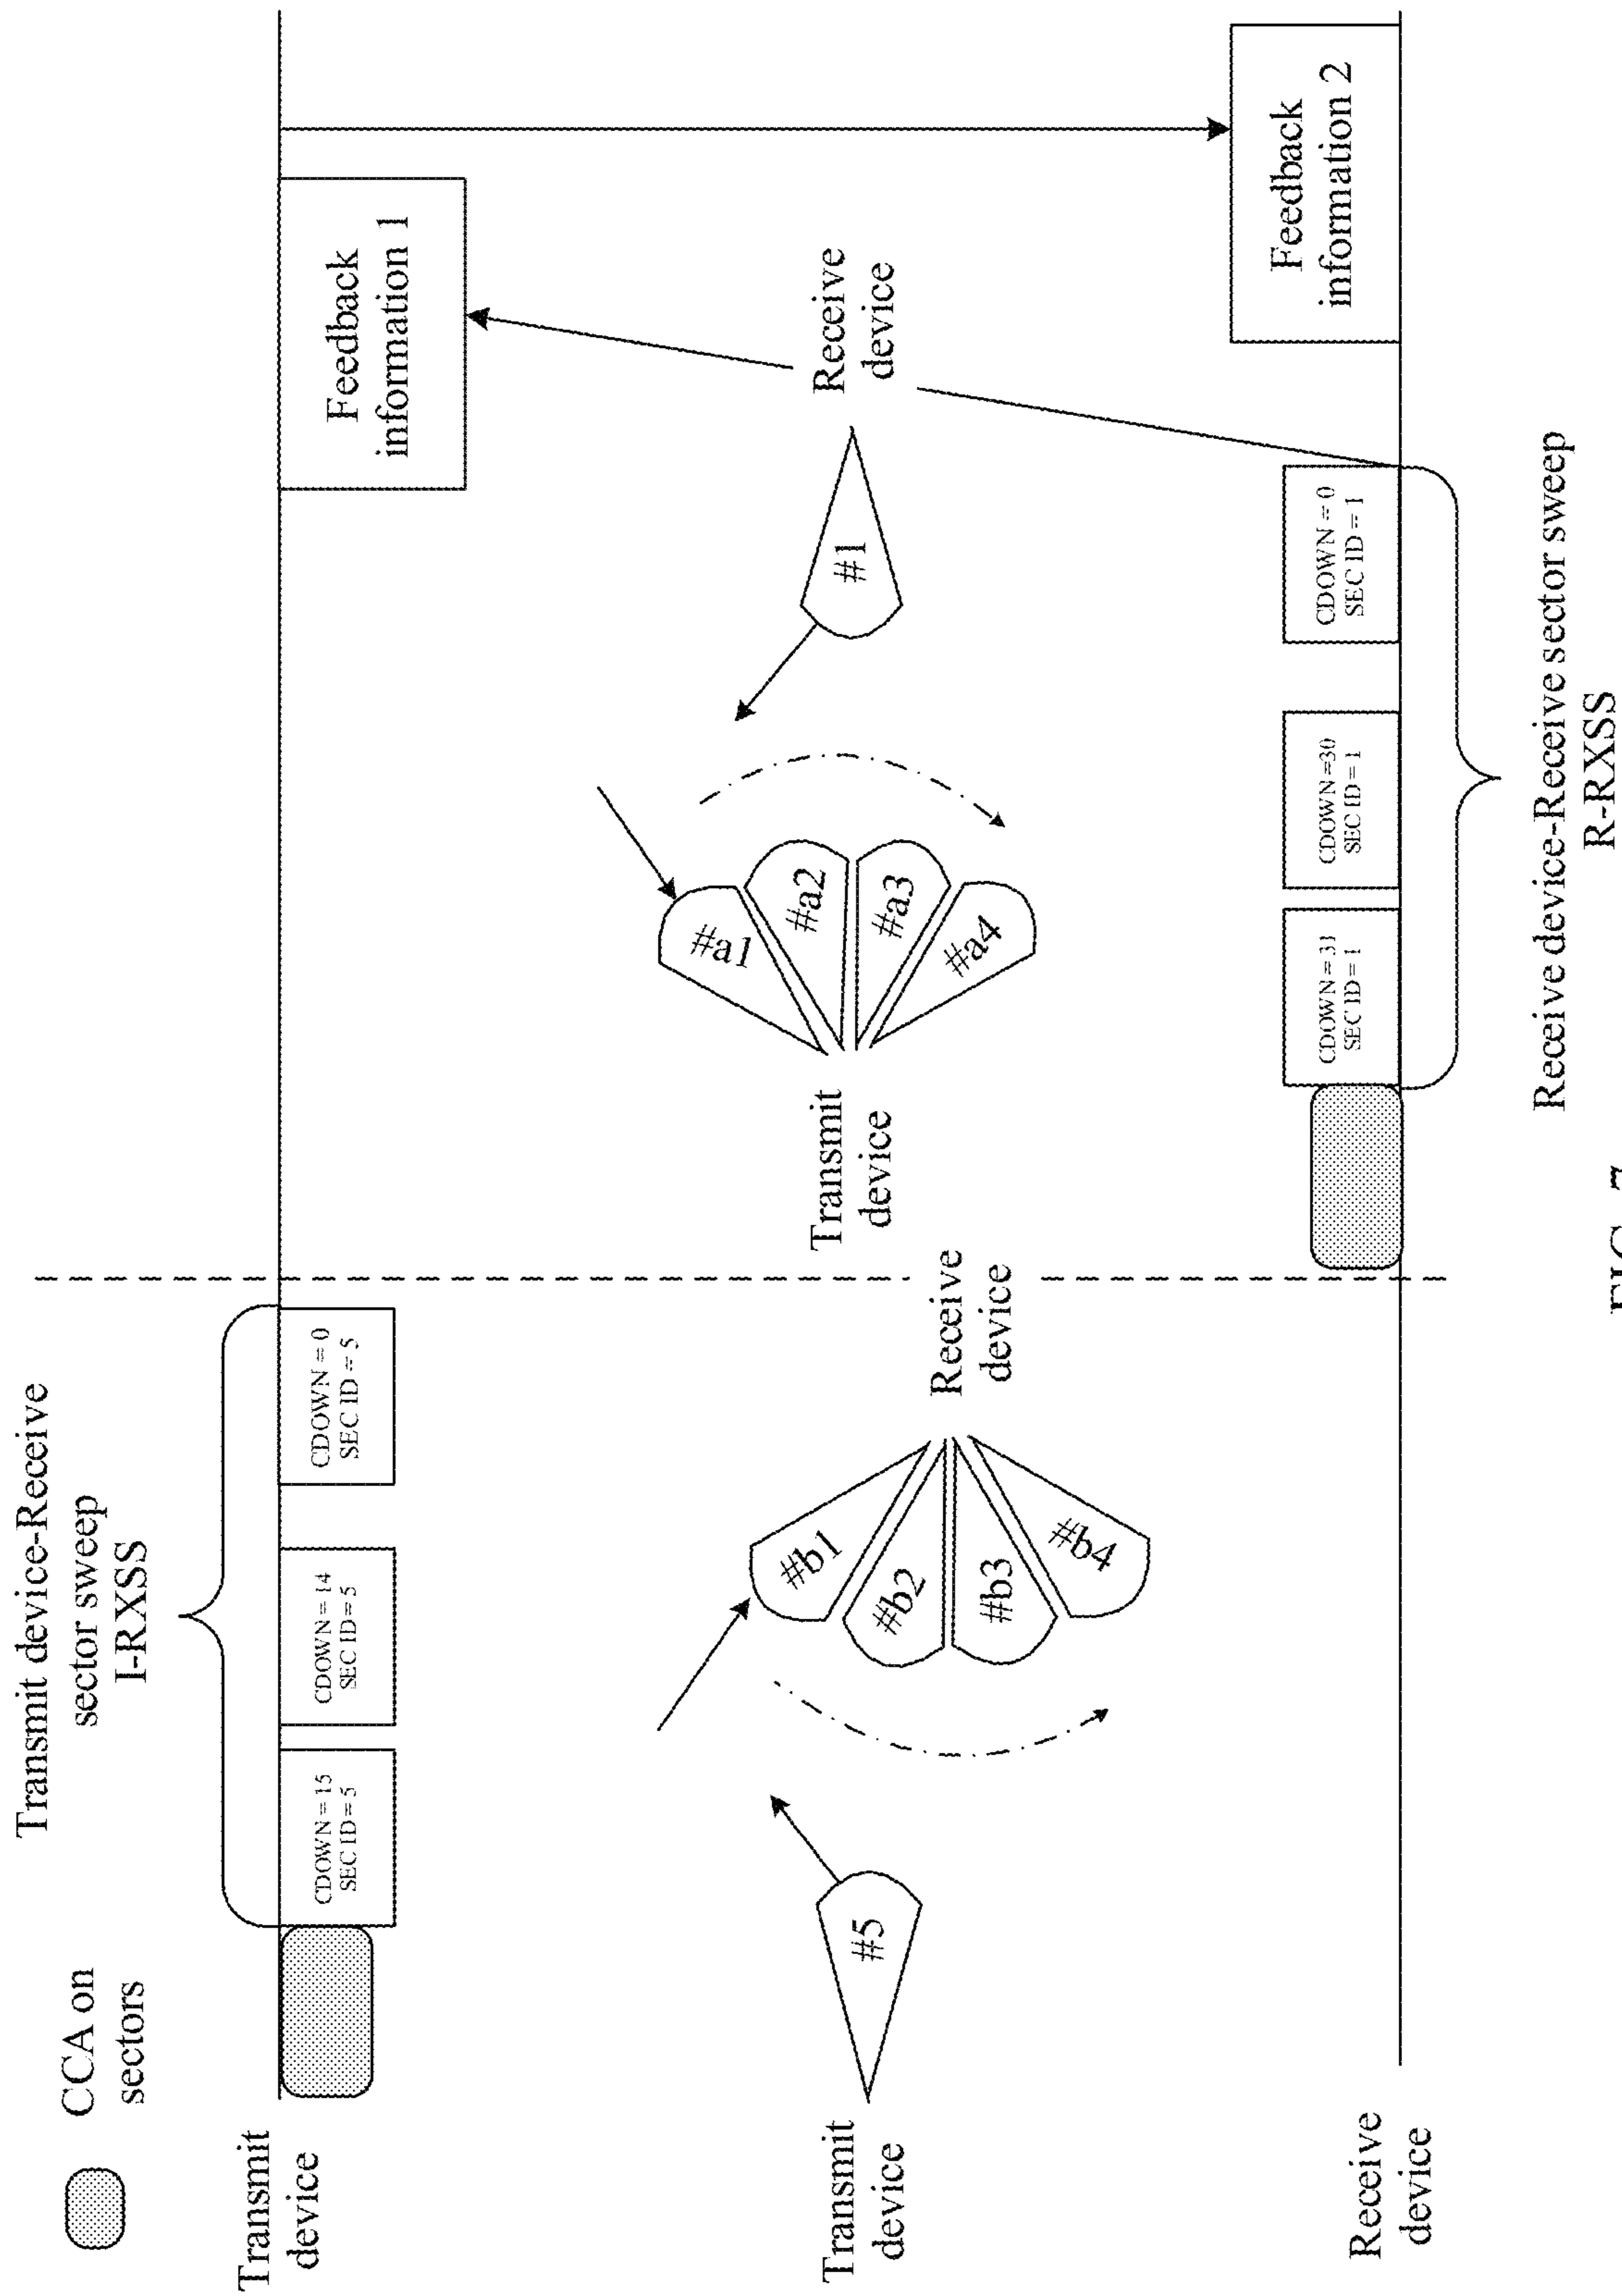 CCA on
sectors
Transmit device-Receive
sector sweep
I-RXSS
Transmit
device
CDOWN = 15
SEC ID = 5
CDOWN = 14
SEC ID = 5
CDOWN = 0
SEC ID = 5
Feedback
information 1
Transmit
device
#5
#b1
#b2
#b3
#b4
Receive
device
Transmit
device
#a1
#a2
#a3
#a4
#1
Receive
device
Receive
device
CDOWN = 31
SEC ID = 1
CDOWN =30
SEC ID = 1
CDOWN = 0
SEC ID = 1
Feedback
information 2
Receive device-Receive sector sweep
R-RXSS
FIG. 7